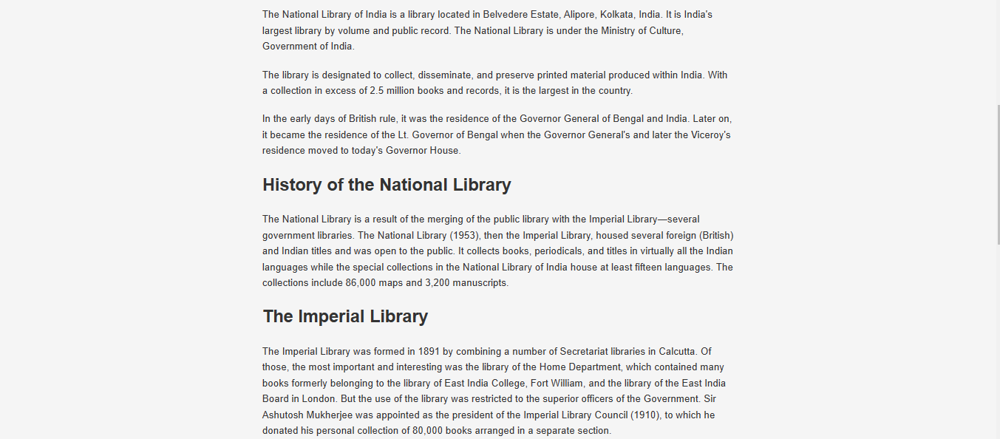 The National Library of India is a library located in Belvedere Estate, Alipore, Kolkata, India. It is India's
largest library by volume and public record. The National Library is under the Ministry of Culture,
Government of India.
The library is designated to collect, disseminate, and preserve printed material produced within India. With
a collection in excess of 2.5 million books and records, it is the largest in the country.
In the early days of British rule, it was the residence of the Governor General of Bengal and India. Later on,
it became the residence of the Lt. Governor of Bengal when the Governor General's and later the Viceroy's
residence moved to today's Governor House.
History of the National Library
The National Library is a result of the merging of the public library with the Imperial Library—several
government libraries. The National Library (1953), then the Imperial Library, housed several foreign (British)
and Indian titles and was open to the public. It collects books, periodicals, and titles in virtually all the Indian
languages while the special collections in the National Library of India house at least fifteen languages. The
collections include 86,000 maps and 3,200 manuscripts.
The Imperial Library
The Imperial Library was formed in 1891 by combining a number of Secretariat libraries in Calcutta. Of
those, the most important and interesting was the library of the Home Department, which contained many
books formerly belonging to the library of East India College, Fort William, and the library of the East India
Board in London. But the use of the library was restricted to the superior officers of the Government. Sir
Ashutosh Mukherjee was appointed as the president of the Imperial Library Council (1910), to which he
donated his personal collection of 80,000 books arranged in a separate section.